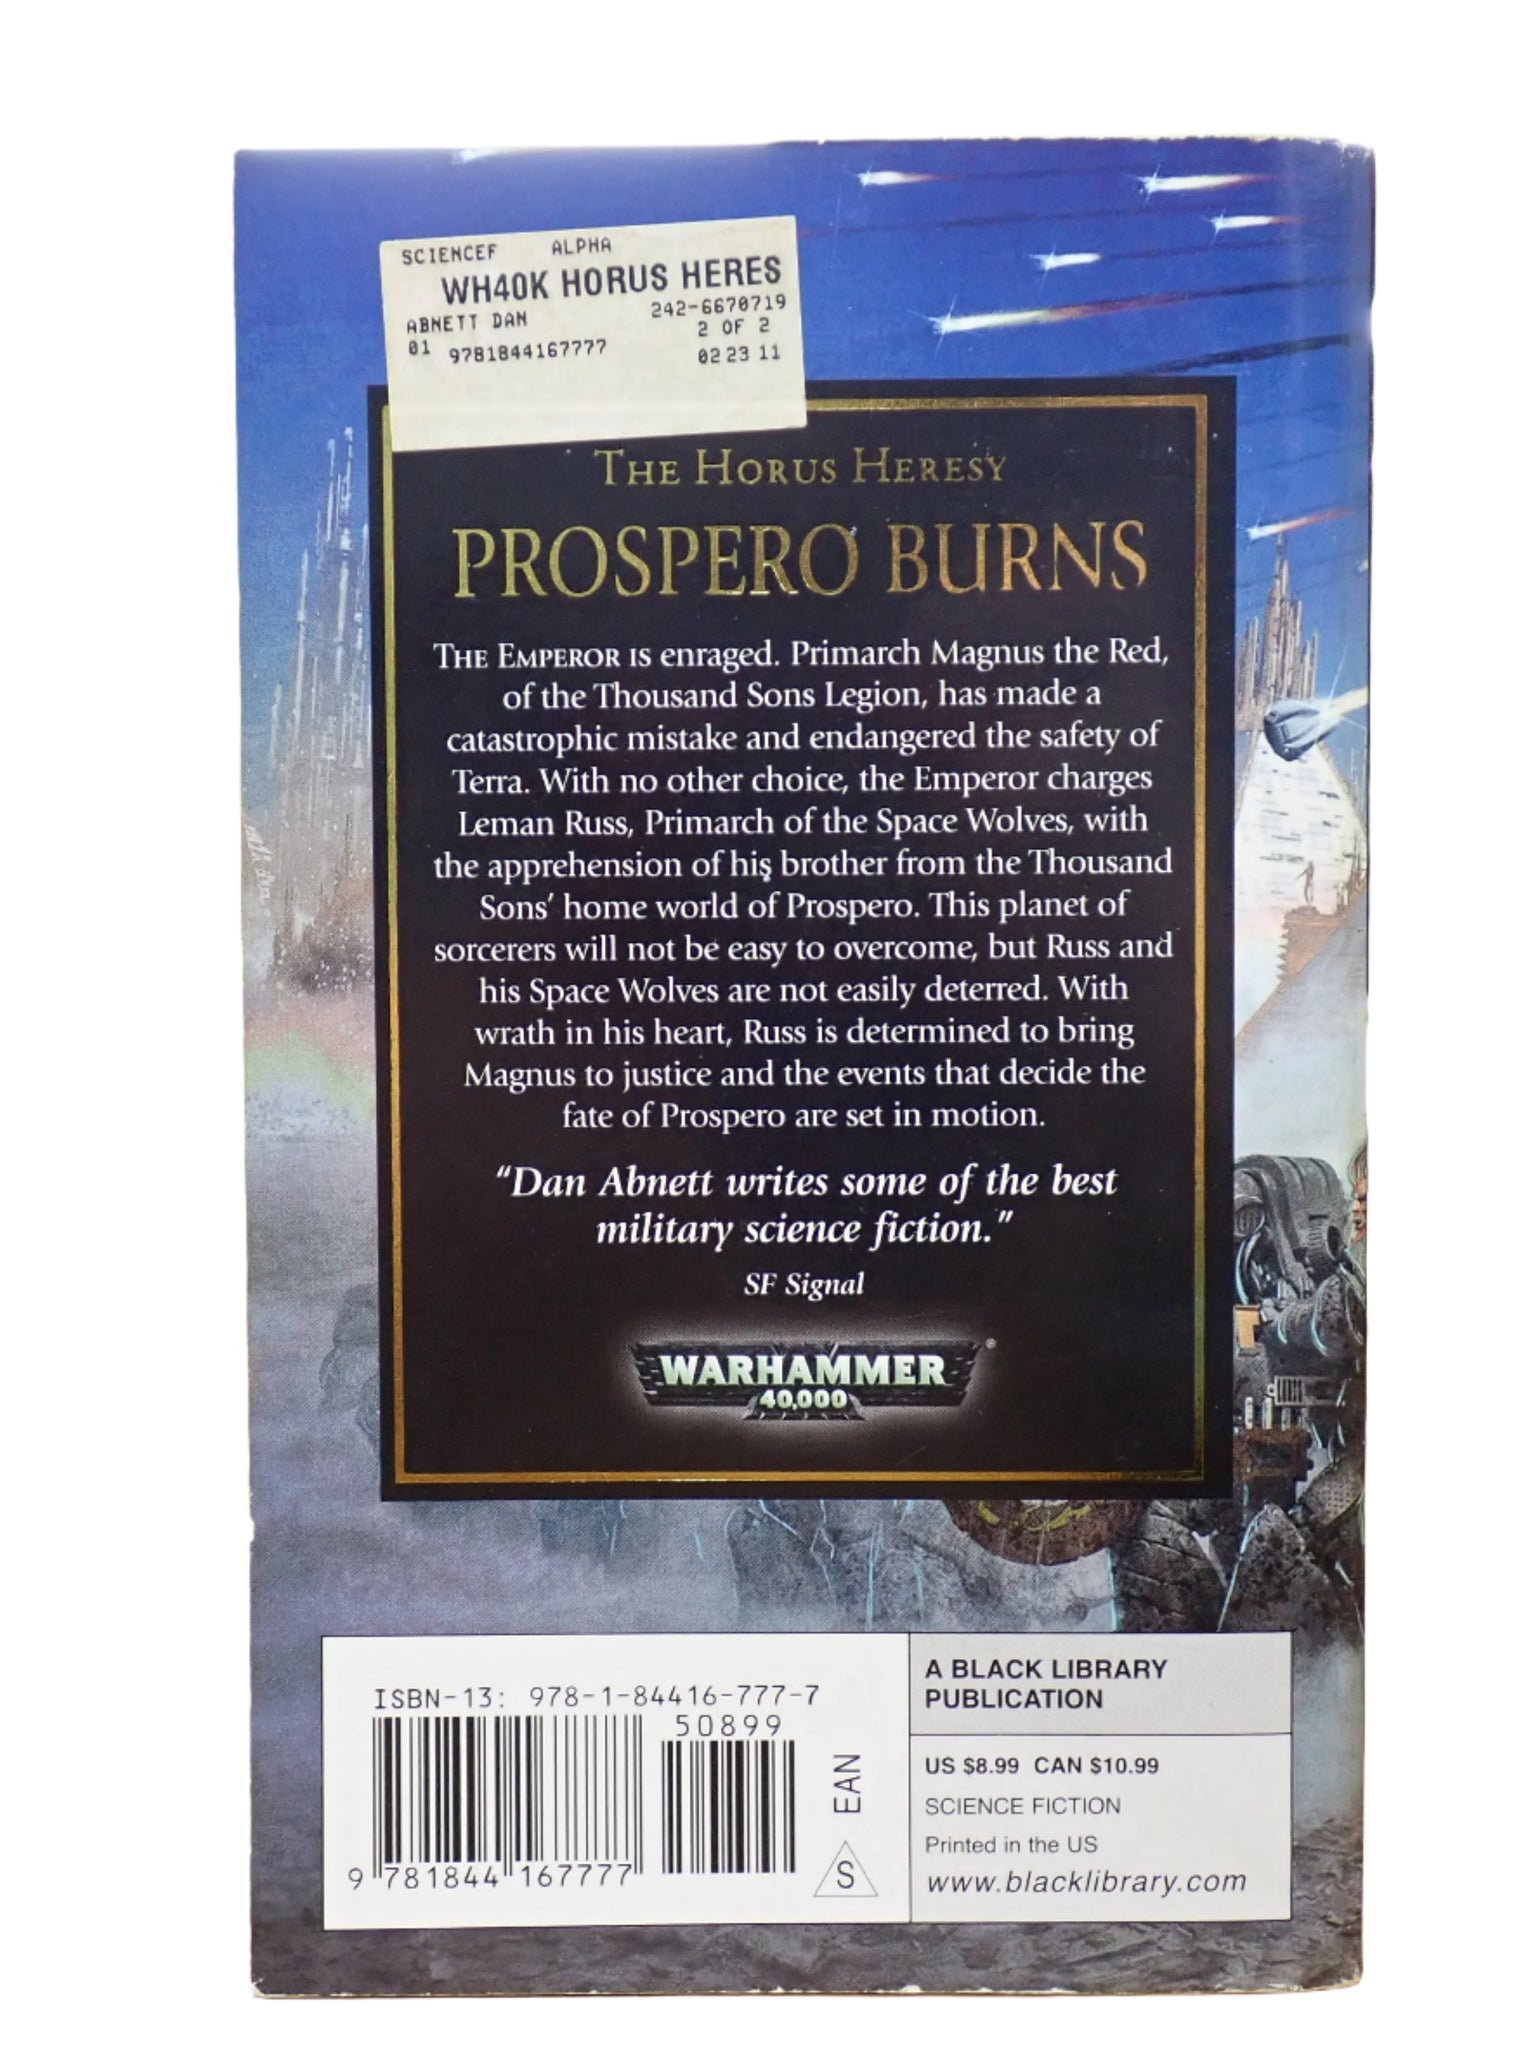 SCIENCEF ALPHA
WH40K HORUS HERES
ABNETT DAN 242-6670719
2 OF 2
01 9781844167777 02 23 11
THE HORUS HERESY
PROSPERO BURNS
THE EMPEROR IS enraged. Primarch Magnus the Red,
of the Thousand Sons Legion, has made a
catastrophic mistake and endangered the safety of
Terra. With no other choice, the Emperor charges
Leman Russ, Primarch of the Space Wolves, with
the apprehension of his brother from the Thousand
Sons’ home world of Prospero. This planet of
sorcerers will not be easy to overcome, but Russ and
his Space Wolves are not easily deterred. With
wrath in his heart, Russ is determined to bring
Magnus to justice and the events that decide the
fate of Prospero are set in motion.
“Dan Abnett writes some of the best
military science fiction.”
SF Signal
WARHAMMER®
40,000
ISBN-13: 978-1-84416-777-7
50899
9 781844 167777
EAN
S
A BLACK LIBRARY
PUBLICATION
US $8.99 CAN $10.99
SCIENCE FICTION
Printed in the US
www.blacklibrary.com